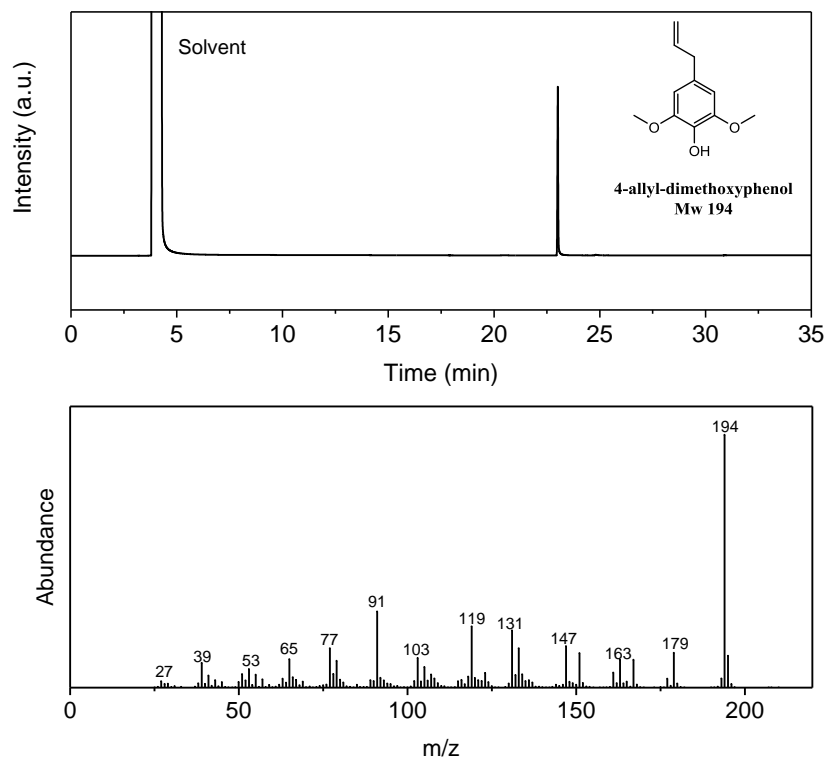 Intensity (a.u.)
Solvent
O
O
OH
4-allyl-dimethoxyphenol
Mw 194
0 5 10 15 20 25 30 35
Time (min)
Abundance
27 39 53 65 77 91 103 119 131 147 163 179 194
0 50 100 150 200
m/z